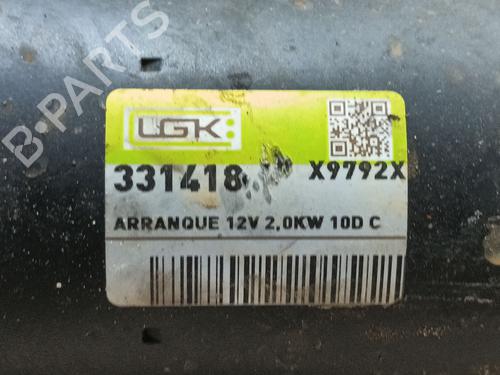 B-PARTS
LGK
331418
X9792X
ARRANQUE 12V 2,0KW 10D C